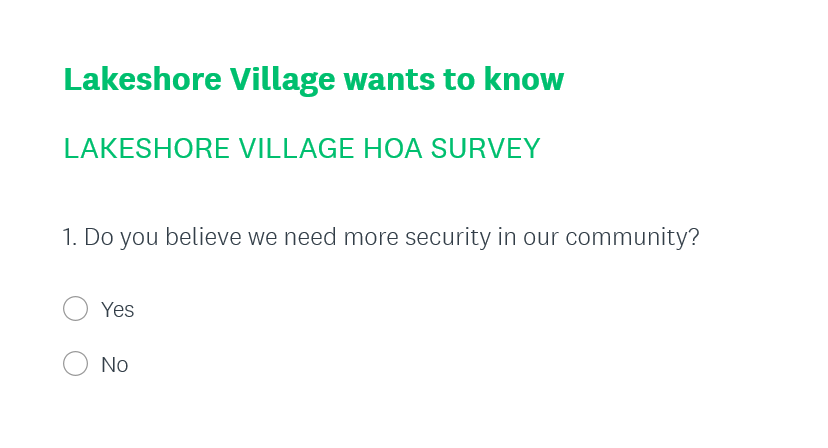 Lakeshore Village wants to know
LAKESHORE VILLAGE HOA SURVEY
1. Do you believe we need more security in our community?
Yes
No